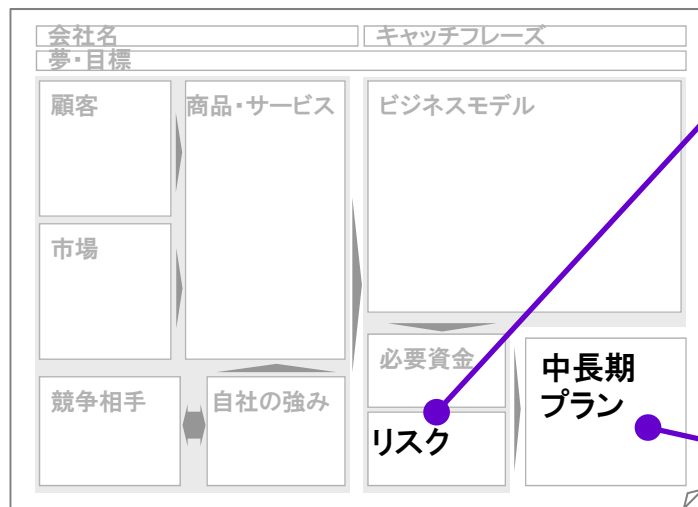 会社名
キャッチフレーズ
夢・目標
顧客
商品・サービス
ビジネスモデル
市場
必要資金
中長期
プラン
競争相手
自社の強み
リスク